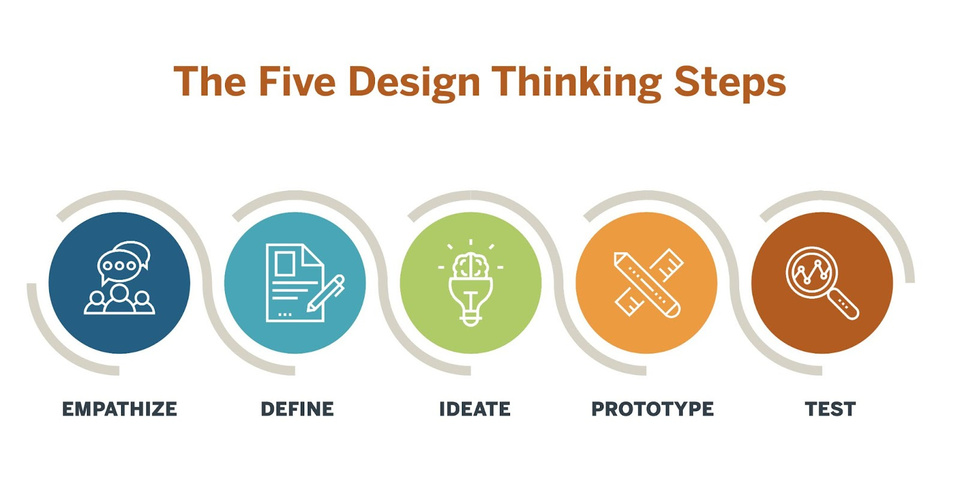 The Five Design Thinking Steps
EMPATHIZE
DEFINE
IDEATE
PROTOTYPE
TEST